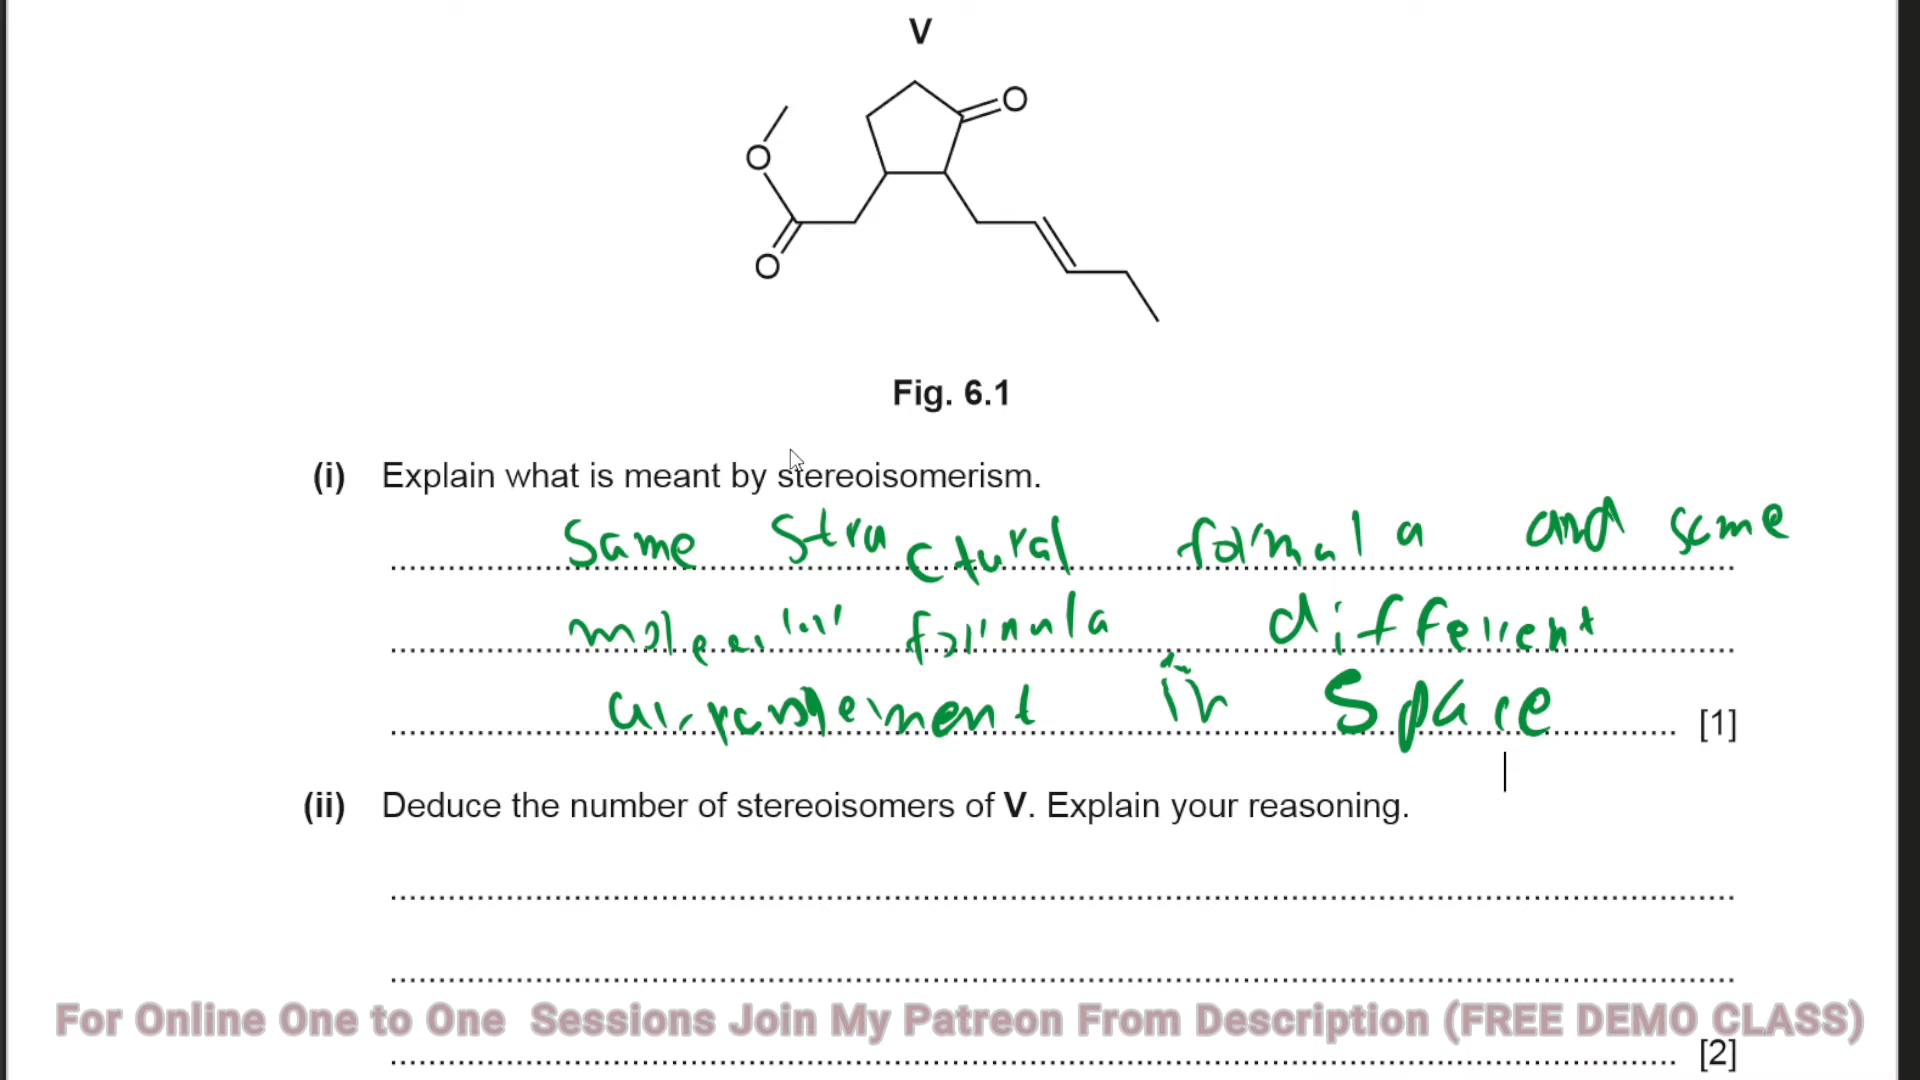 V
O
O
O
Fig. 6.1
(i) Explain what is meant by stereoisomerism.
Same Structural formula and same
molecular formula different
arrangement in Space [1]
(ii) Deduce the number of stereoisomers of V. Explain your reasoning.
For Online One to One Sessions Join My Patreon From Description (FREE DEMO CLASS)
[2]